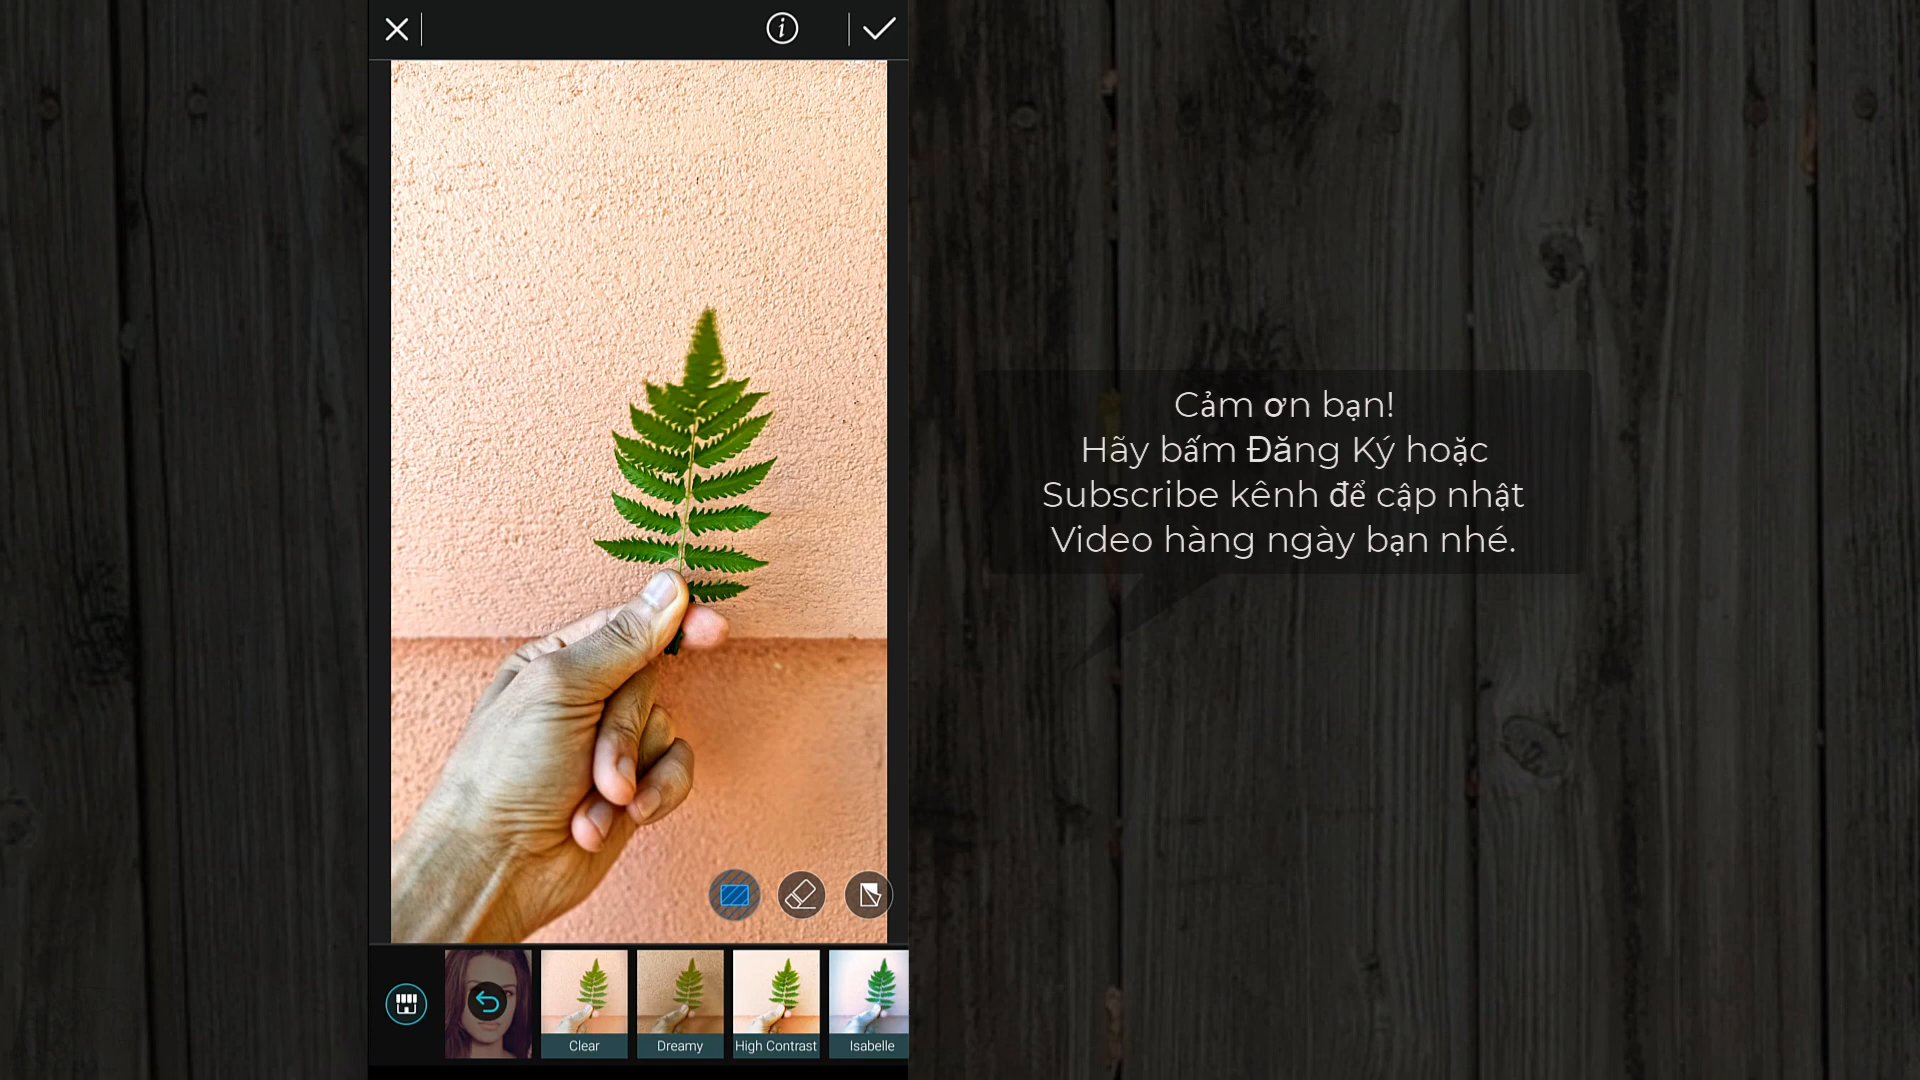 Cảm ơn bạn!
Hãy bấm Đăng Ký hoặc
Subscribe kênh để cập nhật
Video hàng ngày bạn nhé.
Clear
Dreamy
High Contrast
Isabelle